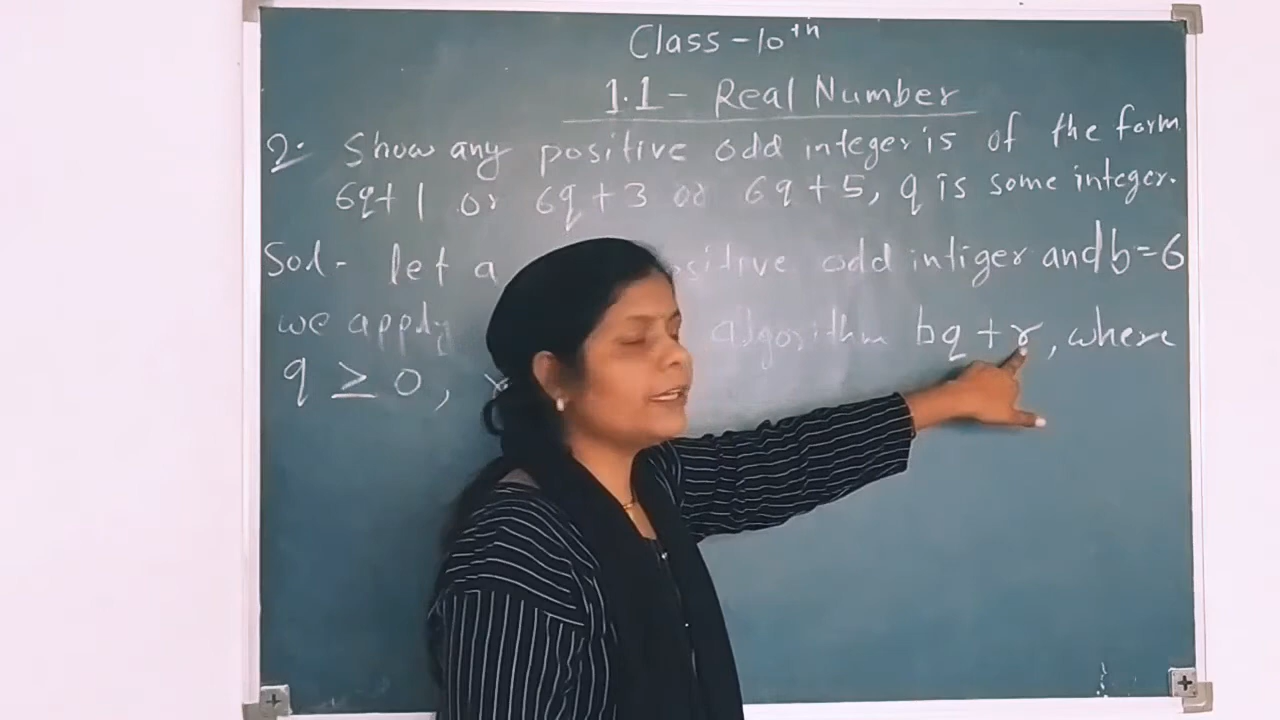 Class - 10th
1.1 - Real Number
2. Show any positive odd integer is of the form
6q+1 or 6q+3 or 6q+5, q is some integer.
Sol - let a odd intiger and b=6
we apply algorithm bq+r, where
q ≥ 0,